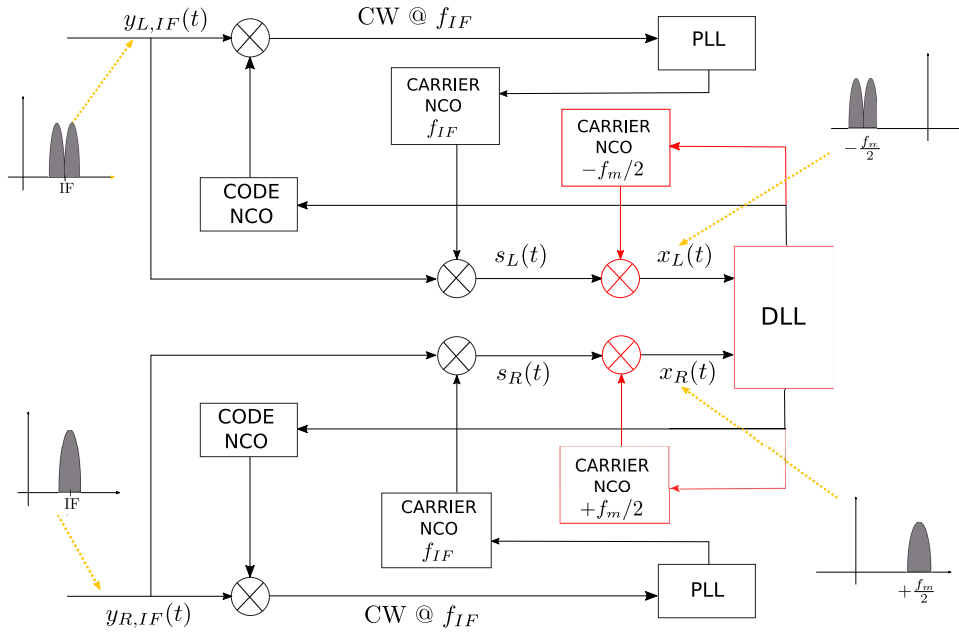 y_{L,IF}(t)
CW @ f_{IF}
PLL
CARRIER
NCO
f_{IF}
CARRIER
NCO
−f_m/2
−\frac{f_m}{2}
IF
CODE
NCO
s_L(t)
x_L(t)
DLL
s_R(t)
x_R(t)
CODE
NCO
CARRIER
NCO
+f_m/2
IF
CARRIER
NCO
f_{IF}
+\frac{f_m}{2}
PLL
y_{R,IF}(t)
CW @ f_{IF}